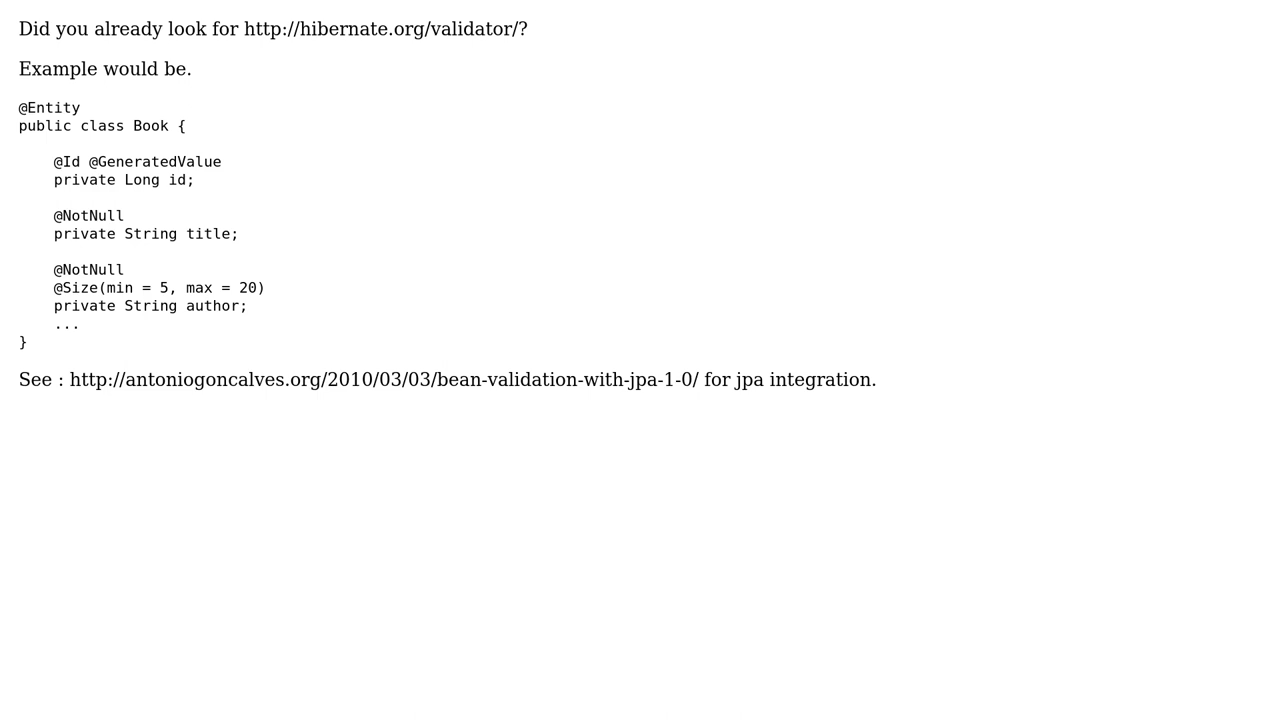 Did you already look for http://hibernate.org/validator/?
Example would be.
@Entity
public class Book {
    @Id @GeneratedValue
    private Long id;
    @NotNull
    private String title;
    @NotNull
    @Size(min = 5, max = 20)
    private String author;
    ...
}
See : http://antoniogoncalves.org/2010/03/03/bean-validation-with-jpa-1-0/ for jpa integration.